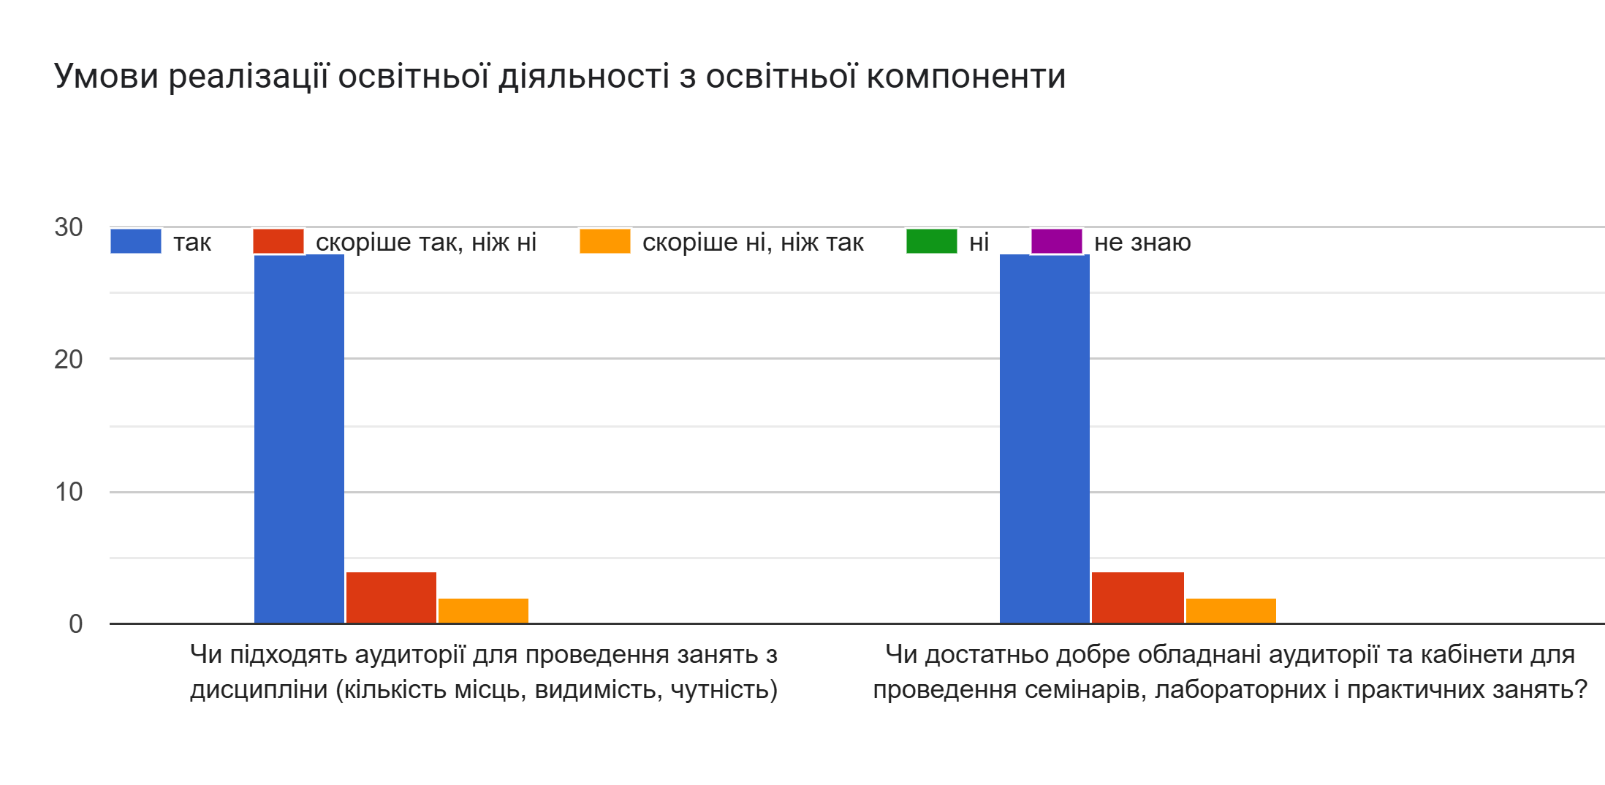 Умови реалізації освітньої діяльності з освітньої компоненти
30
так
скоріше так, ніж ні
скоріше ні, ніж так
ні
не знаю
20
10
0
Чи підходять аудиторії для проведення занять з
дисципліни (кількість місць, видимість, чутність)
Чи достатньо добре обладнані аудиторії та кабінети для
проведення семінарів, лабораторних і практичних занять?